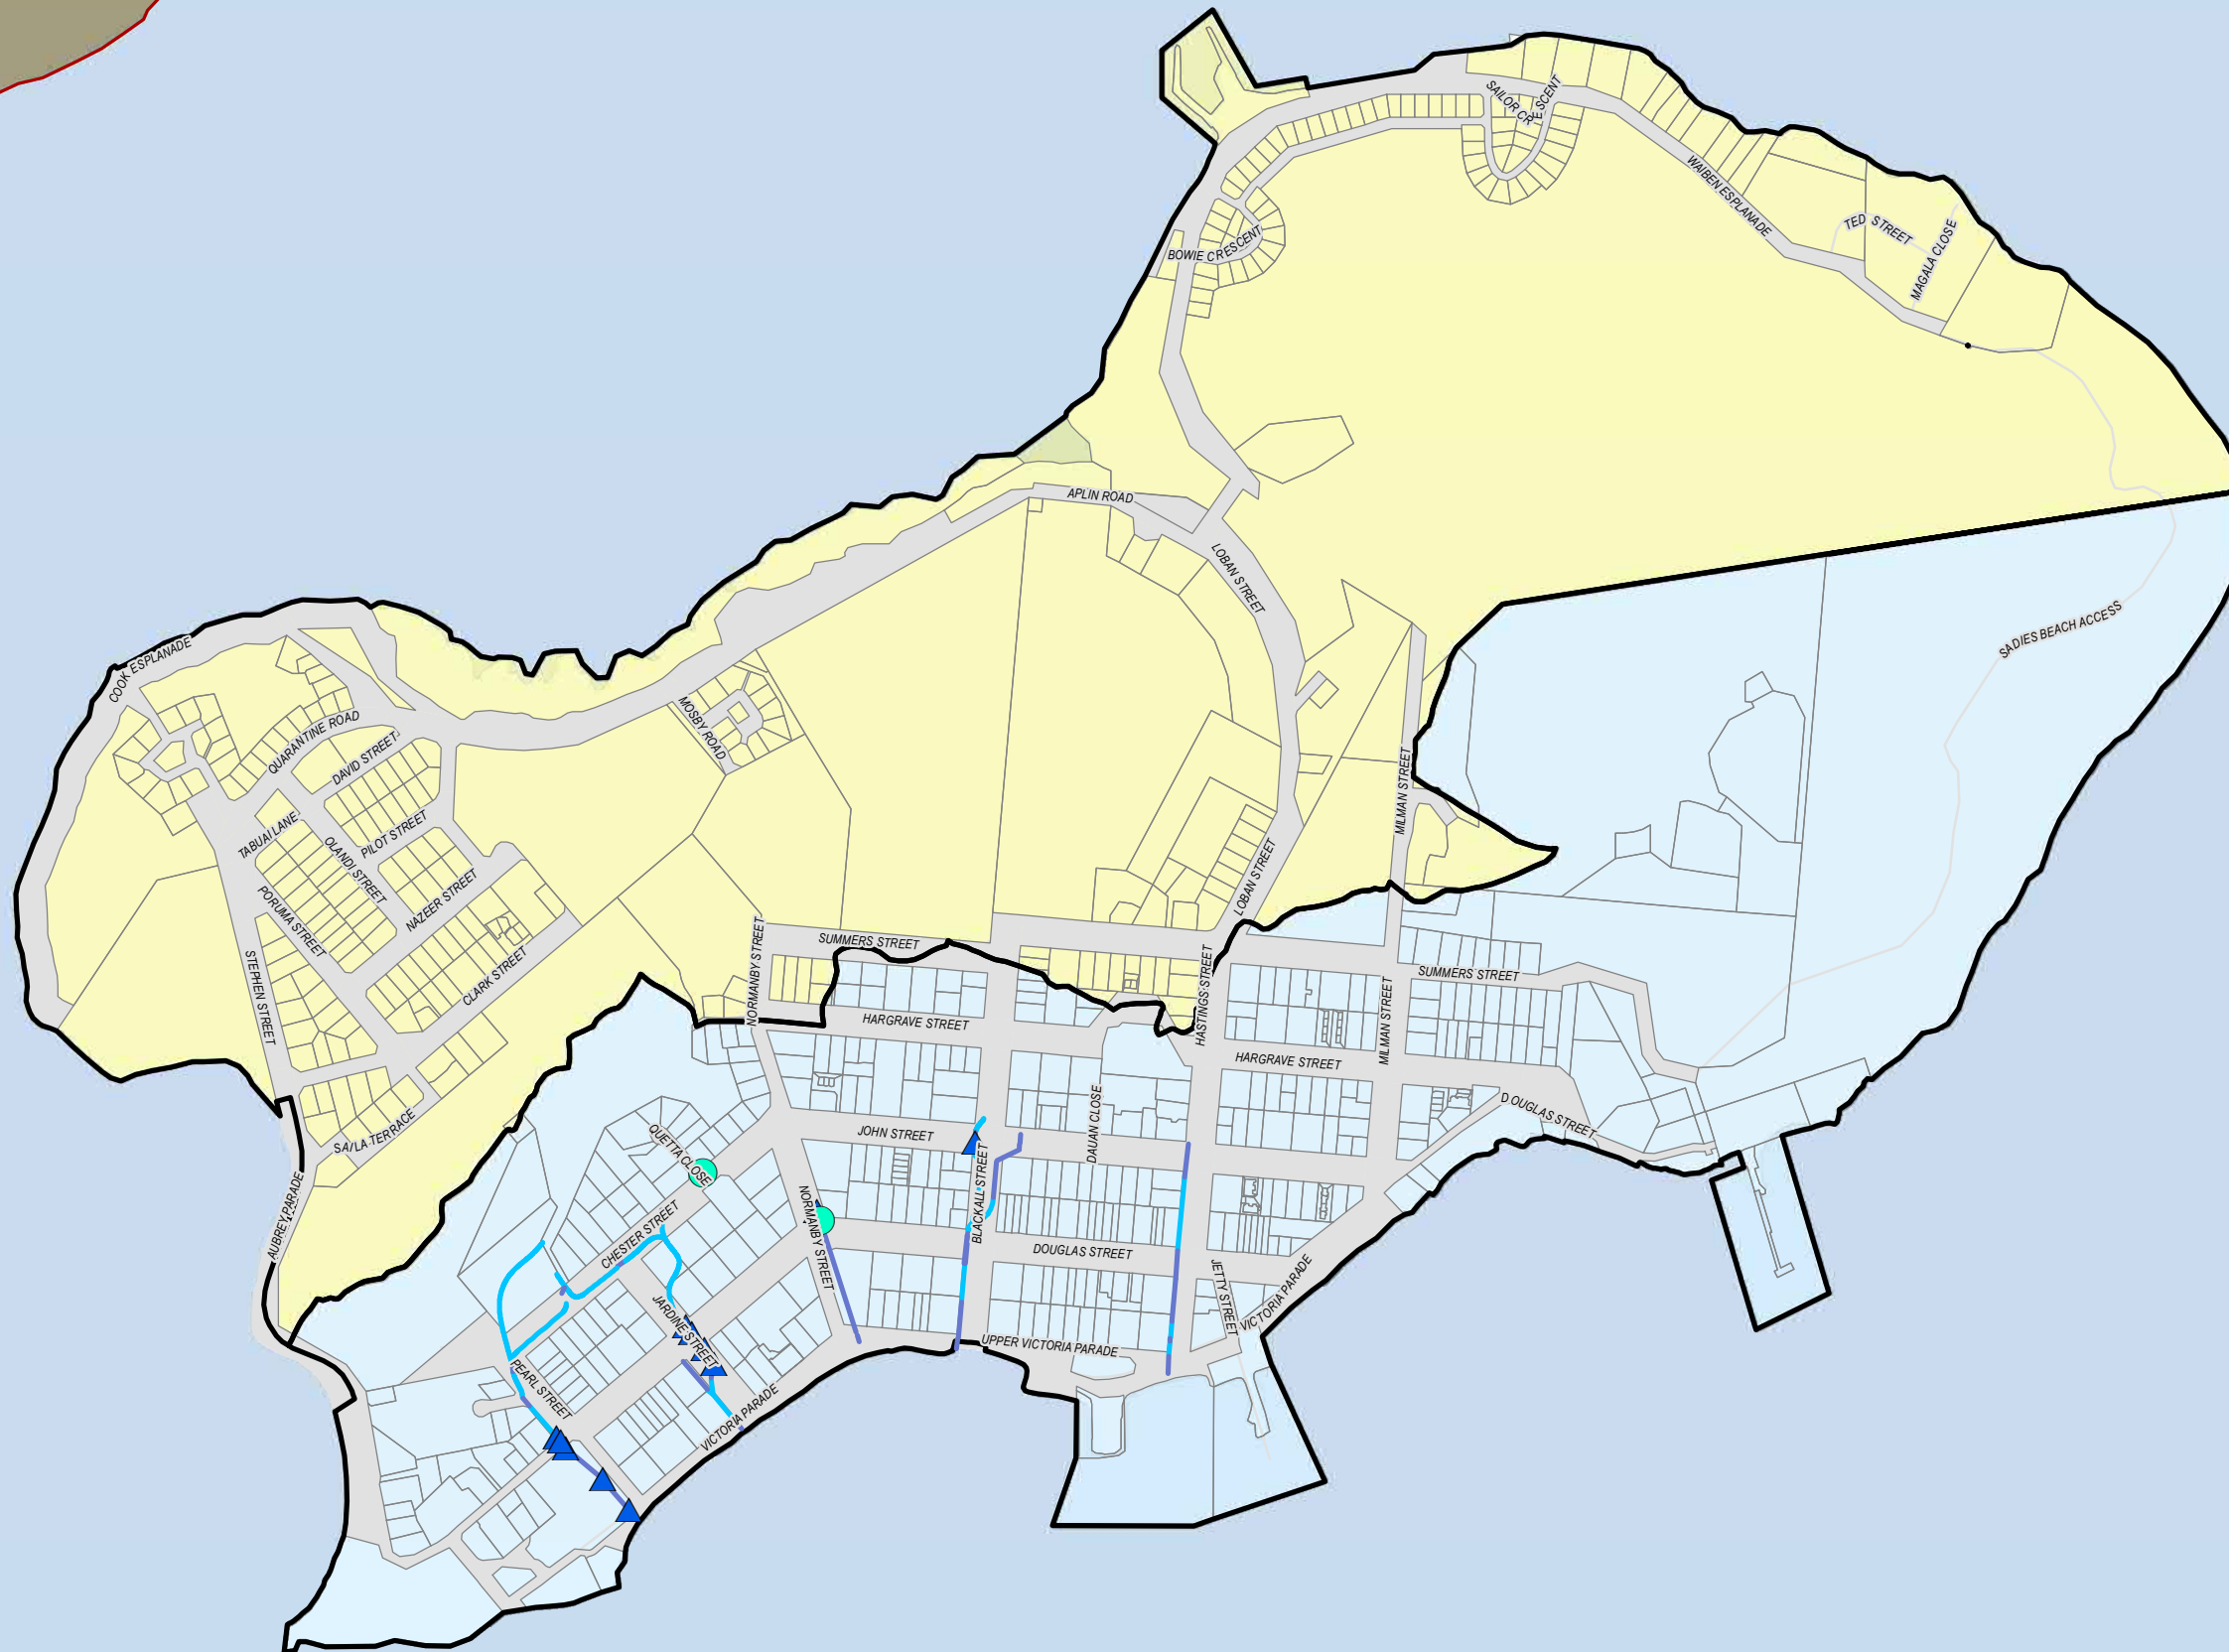 SAILOR CR
ESCENT
WAIBEN ESPLANADE
TED STREET
MAGALA CLOSE
BOWIE CRESCENT
APLIN ROAD
LOBAN STREET
SADIES BEACH ACCESS
COOK ESPLANADE
MOSBY ROAD
QUARANTINE ROAD
DAVID STREET
MILMAN STREET
TABUAI LANE
PILOT STREET
OLANDI STREET
LOBAN STREET
NAZEER STREET
PORUMA STREET
SUMMERS STREET
NORMANBY STREET
STEPHEN STREET
CLARK STREET
HASTINGS STREET
SUMMERS STREET
MILMAN STREET
HARGRAVE STREET
HARGRAVE STREET
DOUGLAS STREET
SAILA TERRACE
QUETTA CLOSE
JOHN STREET
DAUAN CLOSE
BLACKALL STREET
AUBREY PARADE
CHESTER STREET
NORMANBY STREET
DOUGLAS STREET
JETTY STREET
VICTORIA PARADE
JARDINE STREET
UPPER VICTORIA PARADE
PEARL STREET
VICTORIA PARADE